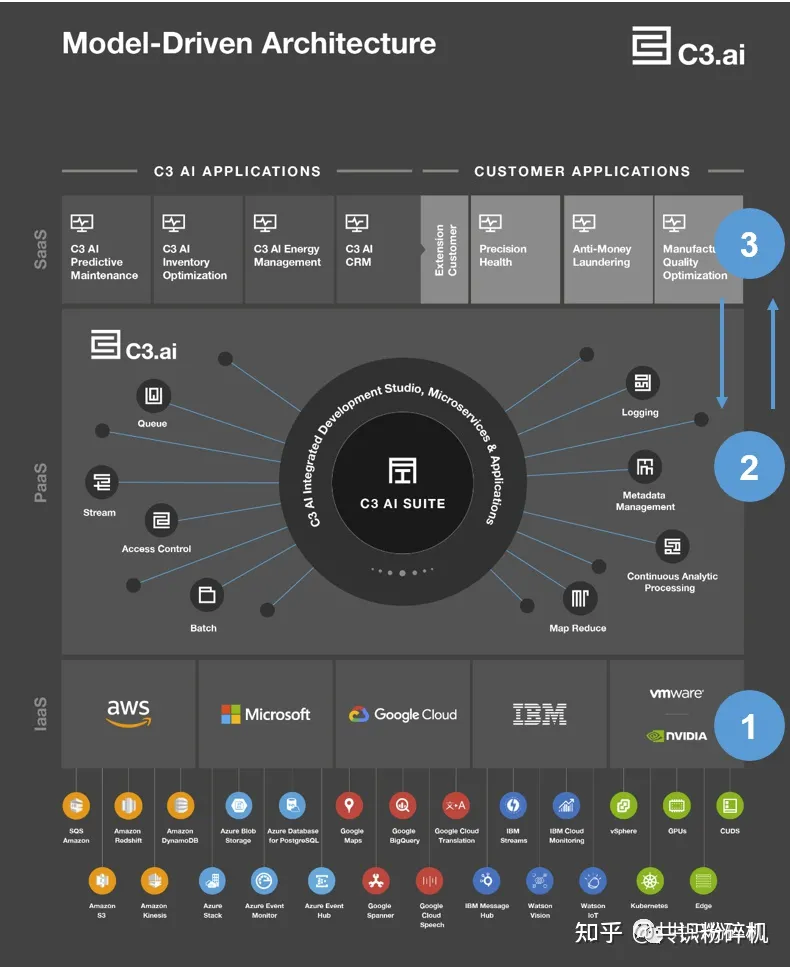 Model-Driven Architecture
C3.ai
C3 AI APPLICATIONS
CUSTOMER APPLICATIONS
SaaS
C3 AI
Predictive
Maintenance
C3 AI
Inventory
Optimization
C3 AI Energy
Management
C3 AI
CRM
Extension
Customer
Precision
Health
Anti-Money
Laundering
Quality
Optimization
3
PaaS
C3.ai
Queue
Stream
Access Control
Batch
C3 AI Integrated Development Studio, Microservices & Applications
C3 AI SUITE
Logging
Metadata
Management
Continuous Analytic
Processing
Map Reduce
2
IaaS
aws
Microsoft
Google Cloud
IBM
vmware
NVIDIA
1
SQS
Amazon
Amazon
Redshift
Amazon
DynamoDB
Azure Blob
Storage
Azure Database
for PostgreSQL
Google
Maps
Google
BigQuery
Google Cloud
Translation
IBM
Streams
IBM Cloud
Monitoring
vSphere
GPUs
CUDS
Amazon
S3
Amazon
Kinesis
Azure
Stack
Azure Event
Monitor
Azure Event
Hub
Google
Spanner
Google
Cloud
Speech
IBM Message
Hub
Watson
Vision
Watson
IoT
Kubernetes
Edge
知乎 @共识粉碎机